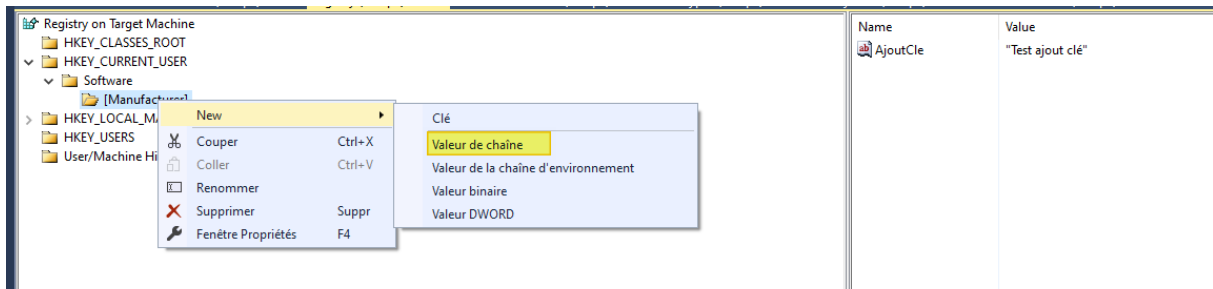 Registry on Target Machine
HKEY_CLASSES_ROOT
HKEY_CURRENT_USER
Software
[Manufacturer]
HKEY_LOCAL_MA
HKEY_USERS
User/Machine Hi
New
Couper Ctrl+X
Coller Ctrl+V
Renommer
Supprimer Suppr
Fenêtre Propriétés F4
Clé
Valeur de chaîne
Valeur de la chaîne d'environnement
Valeur binaire
Valeur DWORD
Name Value
AjoutCle "Test ajout clé"